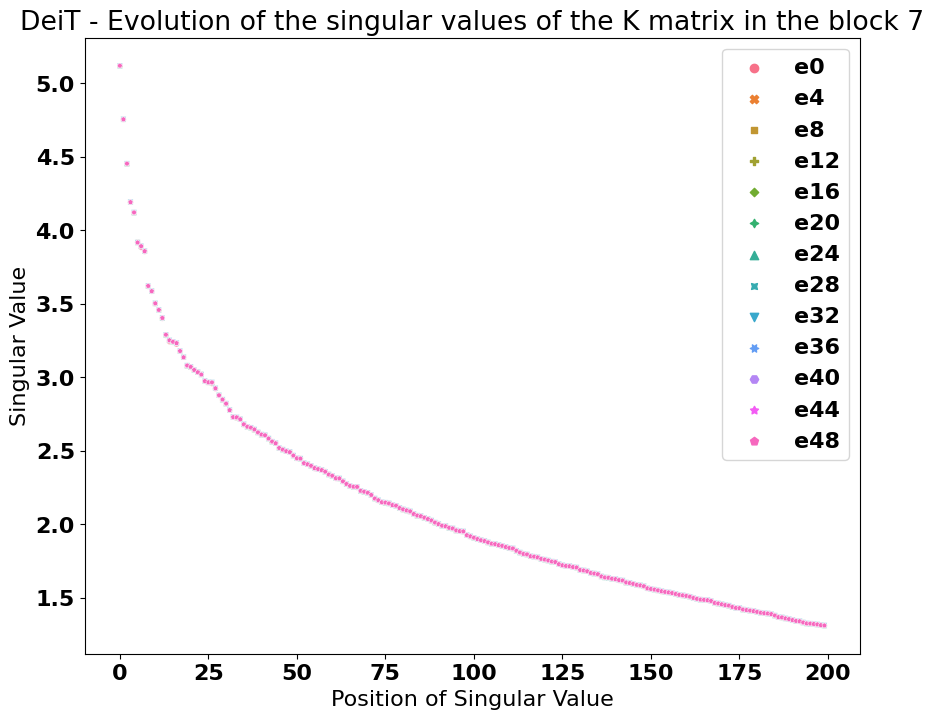 DeiT - Evolution of the singular values of the K matrix in the block 7
5.0
4.5
4.0
3.5
3.0
2.5
2.0
1.5
Singular Value
0 25 50 75 100 125 150 175 200
Position of Singular Value
e0
e4
e8
e12
e16
e20
e24
e28
e32
e36
e40
e44
e48